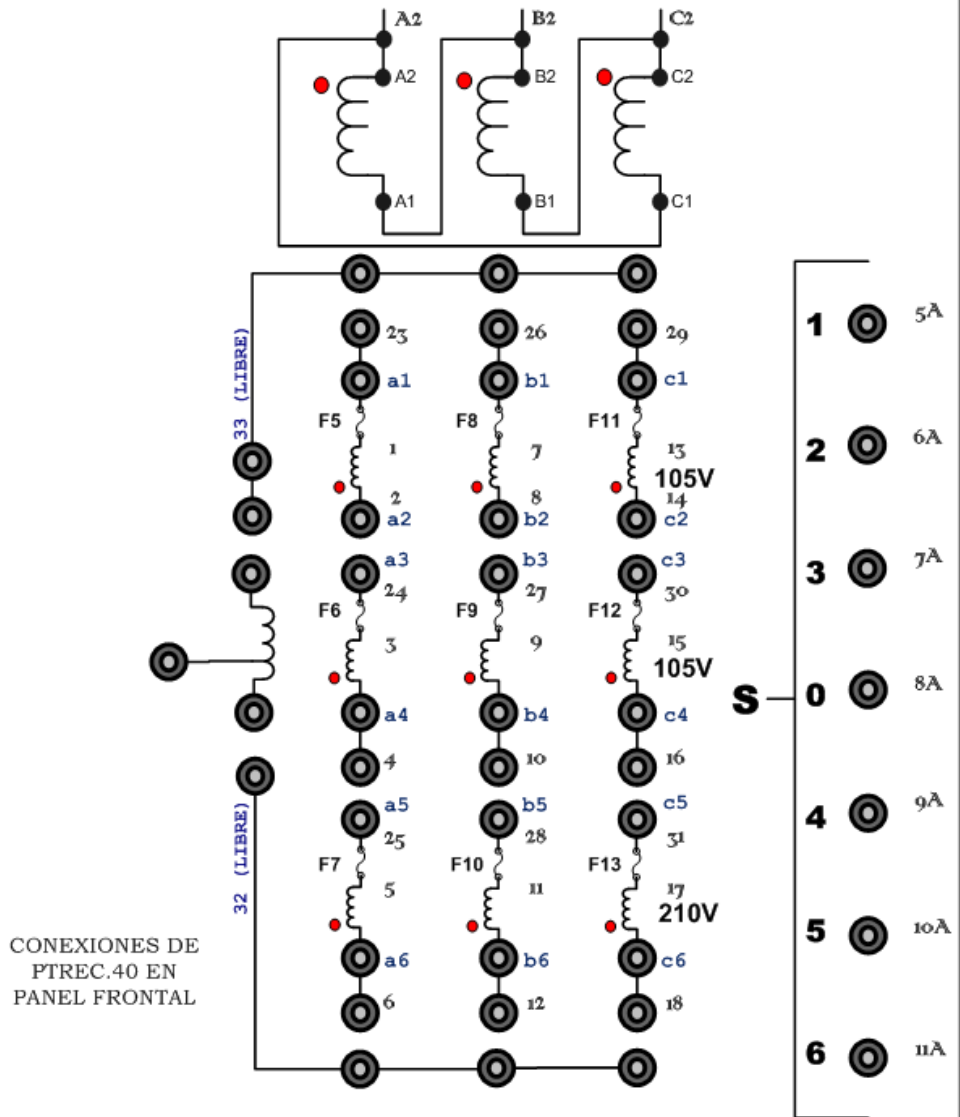 A2 B2 C2
A2 B2 C2
A1 B1 C1
33 (LIBRE)
23 26 29
a1 b1 c1
F5 F8 F11
1 7 13
105V
2 8 14
a2 b2 c2
a3 b3 c3
24 27 30
F6 F9 F12
3 9 15
105V
a4 b4 c4
4 10 16
a5 b5 c5
25 28 31
F7 F10 F13
5 11 17
210V
a6 b6 c6
6 12 18
32 (LIBRE)
CONEXIONES DE
PTREC.40 EN
PANEL FRONTAL
S
1 5A
2 6A
3 7A
0 8A
4 9A
5 10A
6 11A